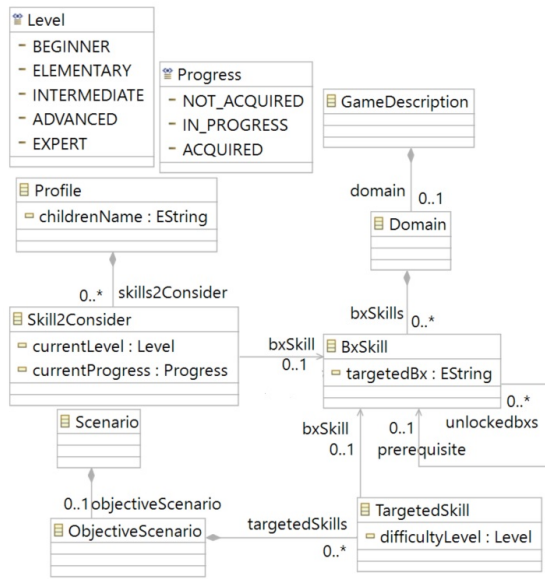 Level
BEGINNER
ELEMENTARY
INTERMEDIATE
ADVANCED
EXPERT
Progress
NOT_ACQUIRED
IN_PROGRESS
ACQUIRED
GameDescription
domain
0..1
Domain
Profile
childrenName : EString
0..*
skills2Consider
bxSkills
0..*
Skill2Consider
currentLevel : Level
currentProgress : Progress
bxSkill
0..1
BxSkill
targetedBx : EString
0..*
unlockedbxs
bxSkill
0..1
0..1
prerequisite
Scenario
0..1
objectiveScenario
ObjectiveScenario
targetedSkills
0..*
TargetedSkill
difficultyLevel : Level